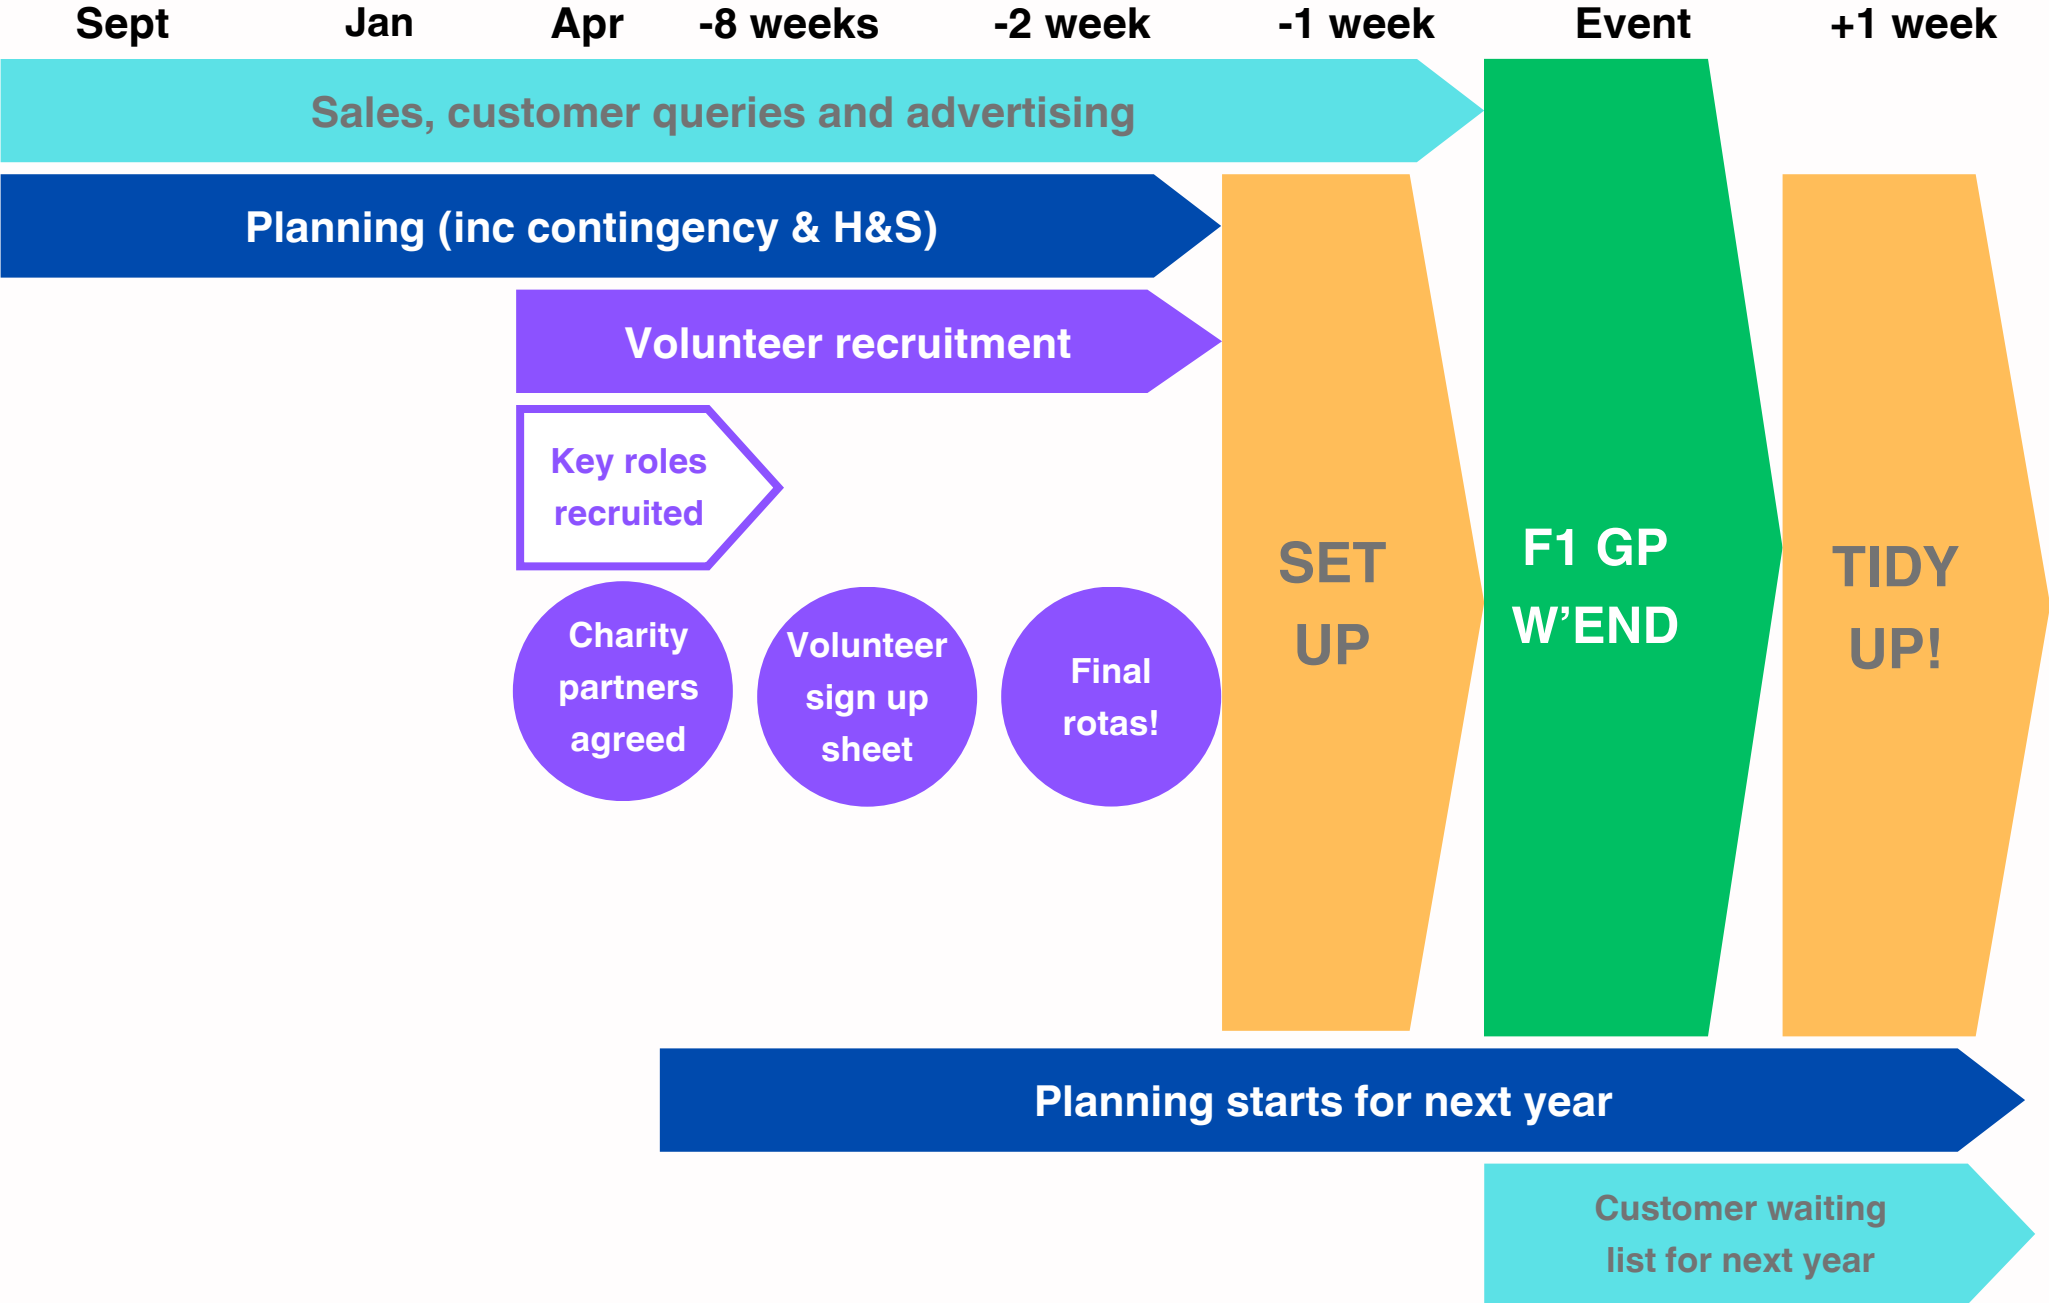 Sept Jan Apr -8 weeks -2 week -1 week Event +1 week
Sales, customer queries and advertising
Planning (inc contingency & H&S)
Volunteer recruitment
Key roles
recruited
Charity
partners
agreed
Volunteer
sign up
sheet
Final
rotas!
SET
UP
F1 GP
W’END
TIDY
UP!
Planning starts for next year
Customer waiting
list for next year